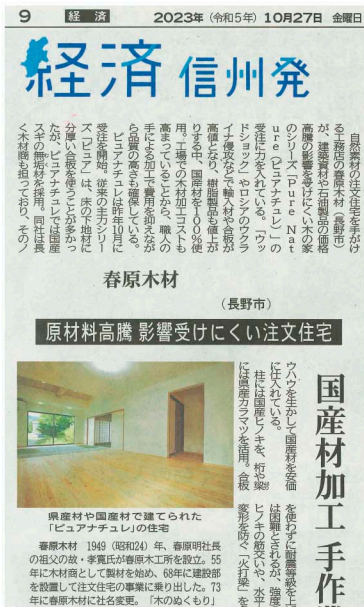 9 経済 2023年（令和5年）10月27日 金曜日
経済 信州発
自然素材の注文住宅を手がけ
る工務店の春原木材（長野市）
が、建築資材や石油製品の価格
高騰の影響を受けにくい木の家
のシリーズ「Pure Nat
ure（ピュアナチュレ）」の
受注に力を入れている。「ウッ
ドショック」やロシアのウクラ
イナ侵攻などで輸入材や合板が
高値となり、樹脂製品も値上が
りする中、国産材を100％使
用。工場での木材加工コストも
高まっていることから、職人の
手による加工で費用を抑えなが
ら品質の高さも確保している。
ピュアナチュレは昨年10月に
受注を開始。従来の主力シリー
ズ「ピュア」は、床の下地材に
分厚い合板を使うことが多かっ
たが、ピュアナチュレでは国産
スギの無垢材を採用。同社は長
く木材商も担っており、そのノ
春原木材
（長野市）
原材料高騰 影響受けにくい注文住宅
国産材加工 手作
ウハウを生かして国産材を安価
に仕入れている。
柱には国産ヒノキを、桁や梁
には県産カラマツを活用。合板
を使わずに耐震等級を上
は困難とされるが、強度
ヒノキの筋交いや、水平
変形を防ぐ「火打梁」を
県産材や国産材で建てられた
「ピュアナチュレ」の住宅
春原木材 1949（昭和24）年、春原明社長
の祖父の故・孝寛氏が春原木工所を設立。55
年に木材商として製材を始め、68年に建設部
を設置して注文住宅の事業に乗り出した。73
年に春原木材に社名変更。「木のぬくもり」